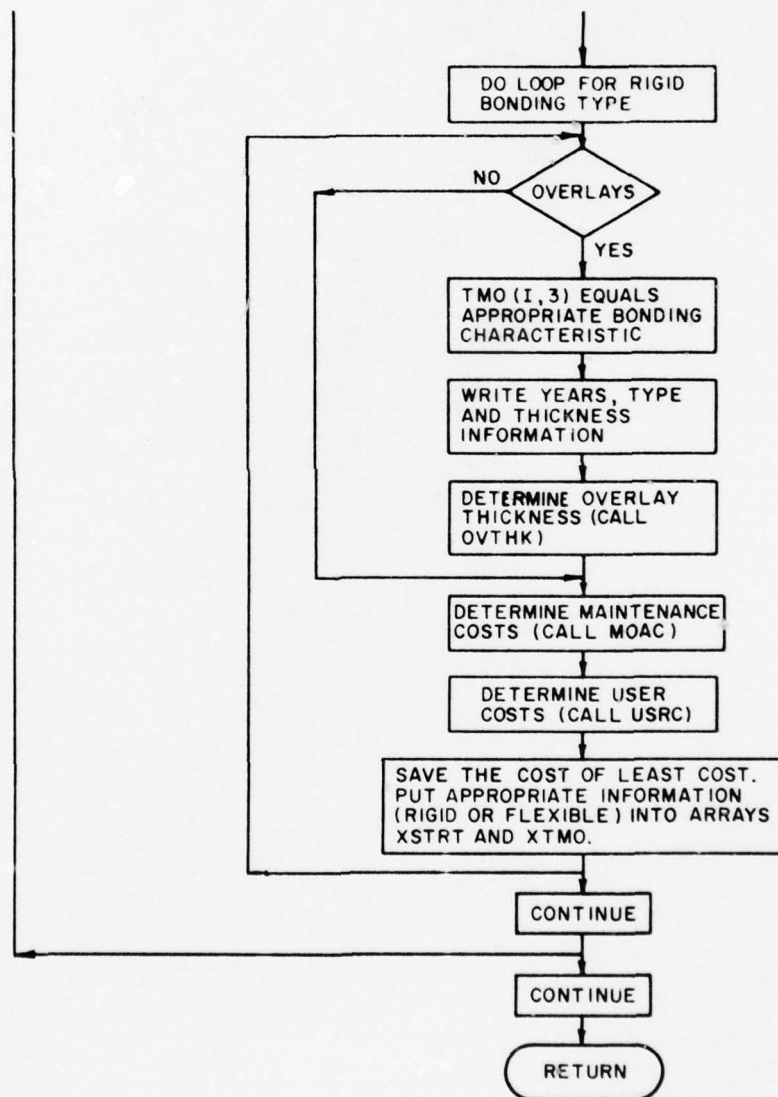 DO LOOP FOR RIGID
BONDING TYPE
NO
OVERLAYS
YES
TMO (I,3) EQUALS
APPROPRIATE BONDING
CHARACTERISTIC
WRITE YEARS, TYPE
AND THICKNESS
INFORMATION
DETERMINE OVERLAY
THICKNESS (CALL
OVTHK)
DETERMINE MAINTENANCE
COSTS (CALL MOAC)
DETERMINE USER
COSTS (CALL USRC)
SAVE THE COST OF LEAST COST.
PUT APPROPRIATE INFORMATION
(RIGID OR FLEXIBLE) INTO ARRAYS
XSTRT AND XTMO.
CONTINUE
CONTINUE
RETURN